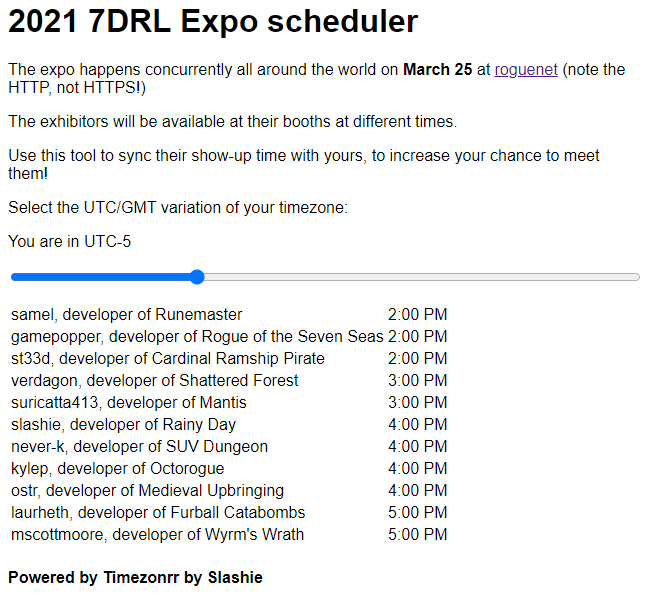 2021 7DRL Expo scheduler
The expo happens concurrently all around the world on March 25 at roguenet (note the
HTTP, not HTTPS!)
The exhibitors will be available at their booths at different times.
Use this tool to sync their show-up time with yours, to increase your chance to meet
them!
Select the UTC/GMT variation of your timezone:
You are in UTC-5
samel, developer of Runemaster 2:00 PM
gamepopper, developer of Rogue of the Seven Seas 2:00 PM
st33d, developer of Cardinal Ramship Pirate 2:00 PM
verdagon, developer of Shattered Forest 3:00 PM
suricatta413, developer of Mantis 3:00 PM
slashie, developer of Rainy Day 4:00 PM
never-k, developer of SUV Dungeon 4:00 PM
kylep, developer of Octorogue 4:00 PM
ostr, developer of Medieval Upbringing 4:00 PM
laurheth, developer of Furball Catabombs 5:00 PM
mscottmoore, developer of Wyrm's Wrath 5:00 PM
Powered by Timezonrr by Slashie